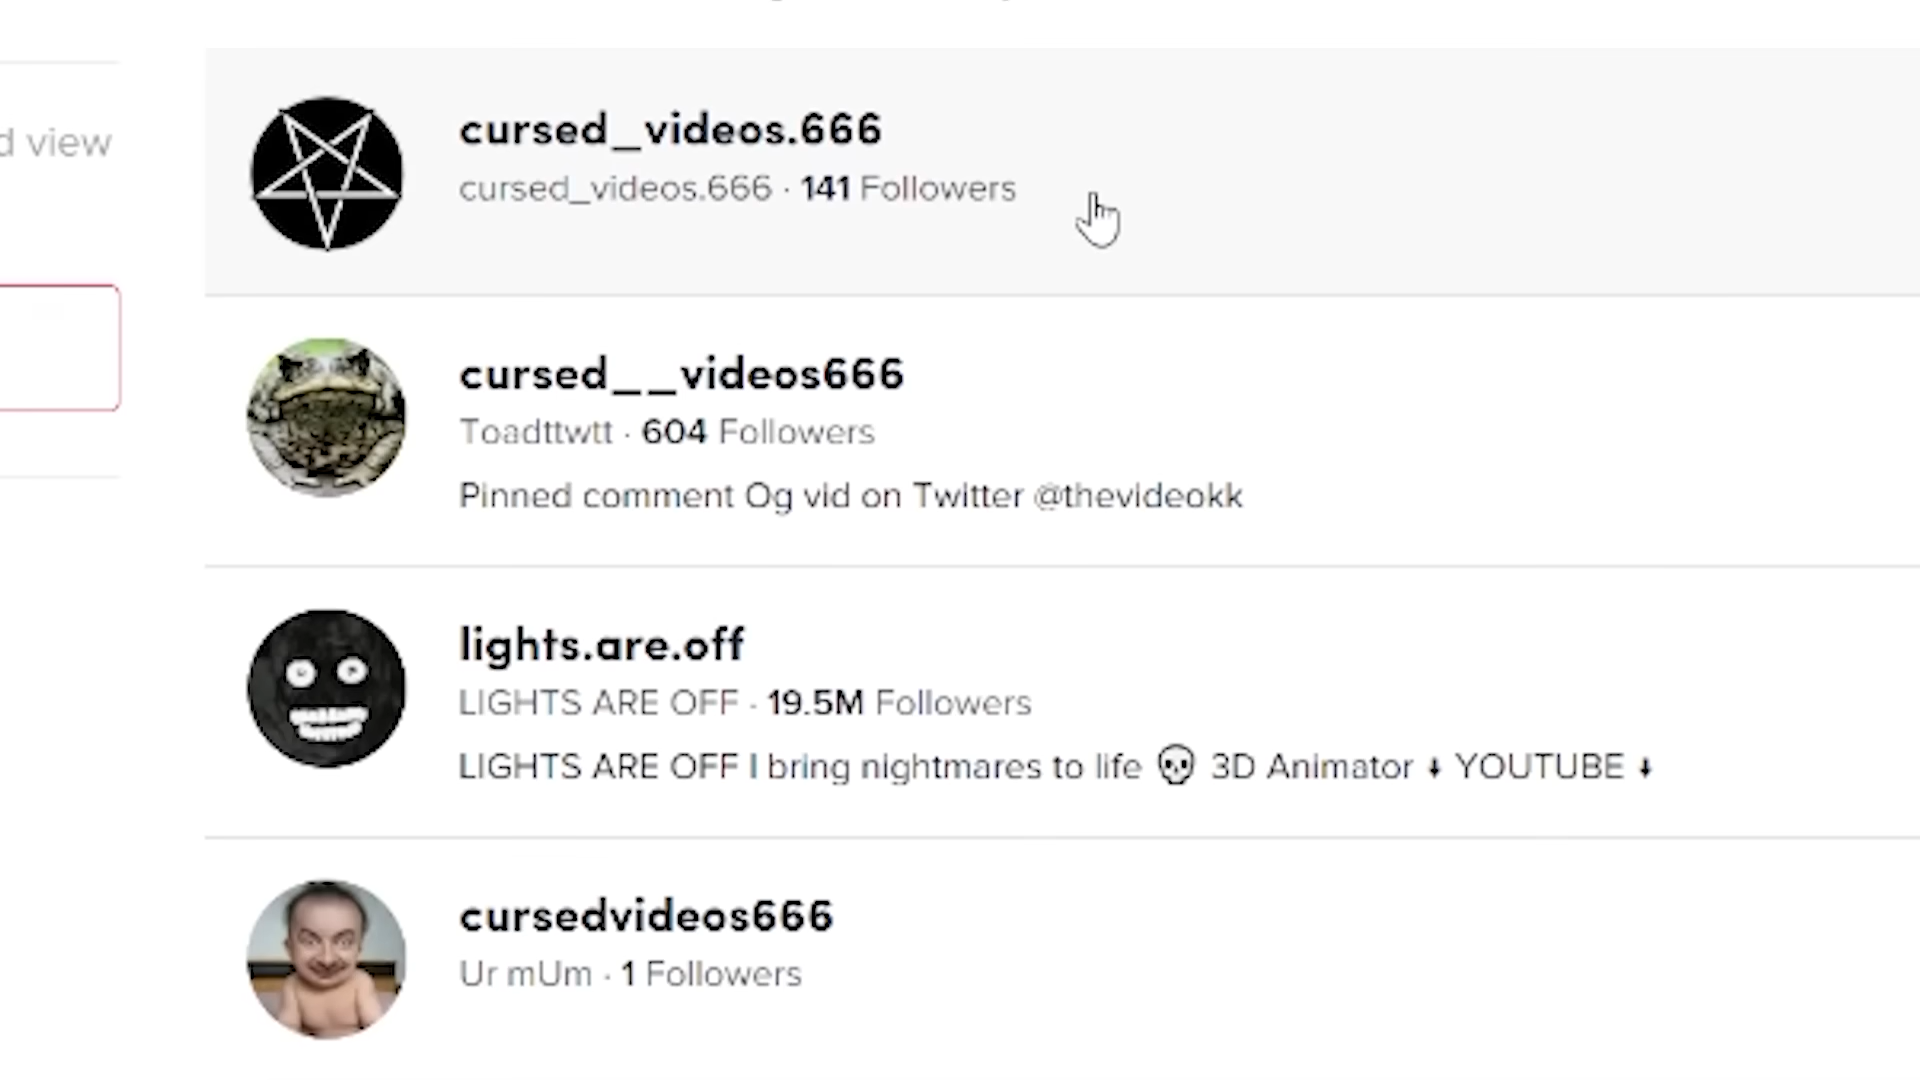 d view
cursed_videos.666
cursed_videos.666 · 141 Followers
cursed__videos666
Toadttwtt · 604 Followers
Pinned comment Og vid on Twitter @thevideokk
lights.are.off
LIGHTS ARE OFF · 19.5M Followers
LIGHTS ARE OFF I bring nightmares to life 💀 3D Animator ⬇ YOUTUBE ⬇
cursedvideos666
Ur mUm · 1 Followers